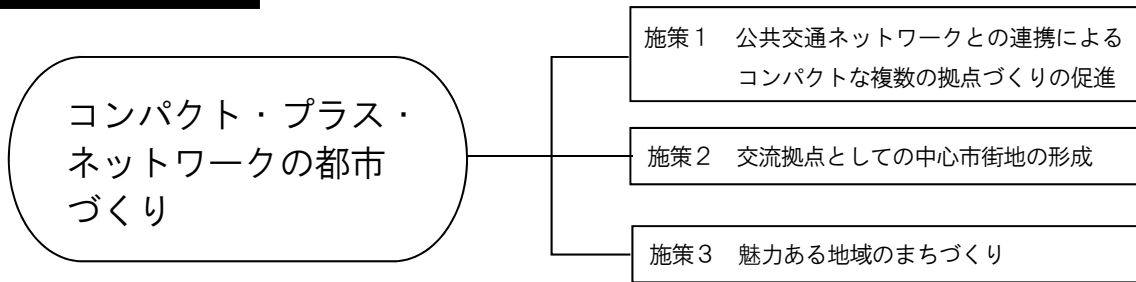 コンパクト・プラス・
ネットワークの都市
づくり
施策１　公共交通ネットワークとの連携による
コンパクトな複数の拠点づくりの促進
施策２　交流拠点としての中心市街地の形成
施策３　魅力ある地域のまちづくり